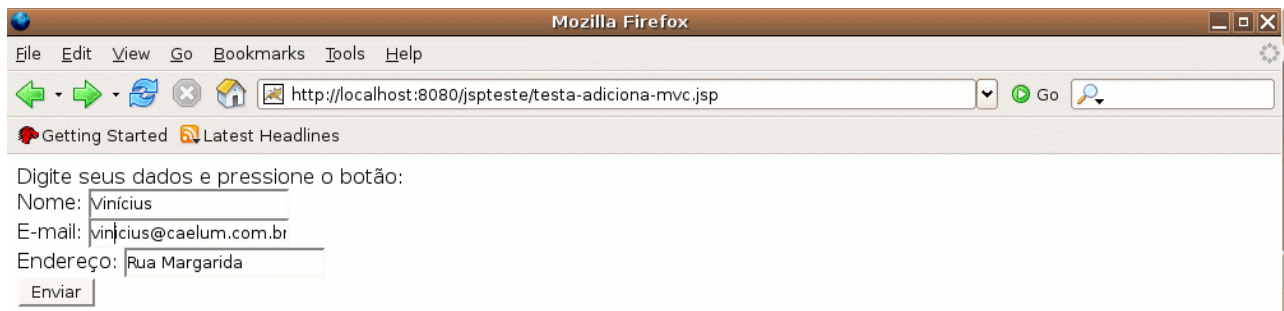 Mozilla Firefox
File Edit View Go Bookmarks Tools Help
http://localhost:8080/jspteste/testa-adiciona-mvc.jsp Go
Getting Started Latest Headlines
Digite seus dados e pressione o botão:
Nome: Vinícius
E-mail: vinicius@caelum.com.br
Endereço: Rua Margarida
Enviar